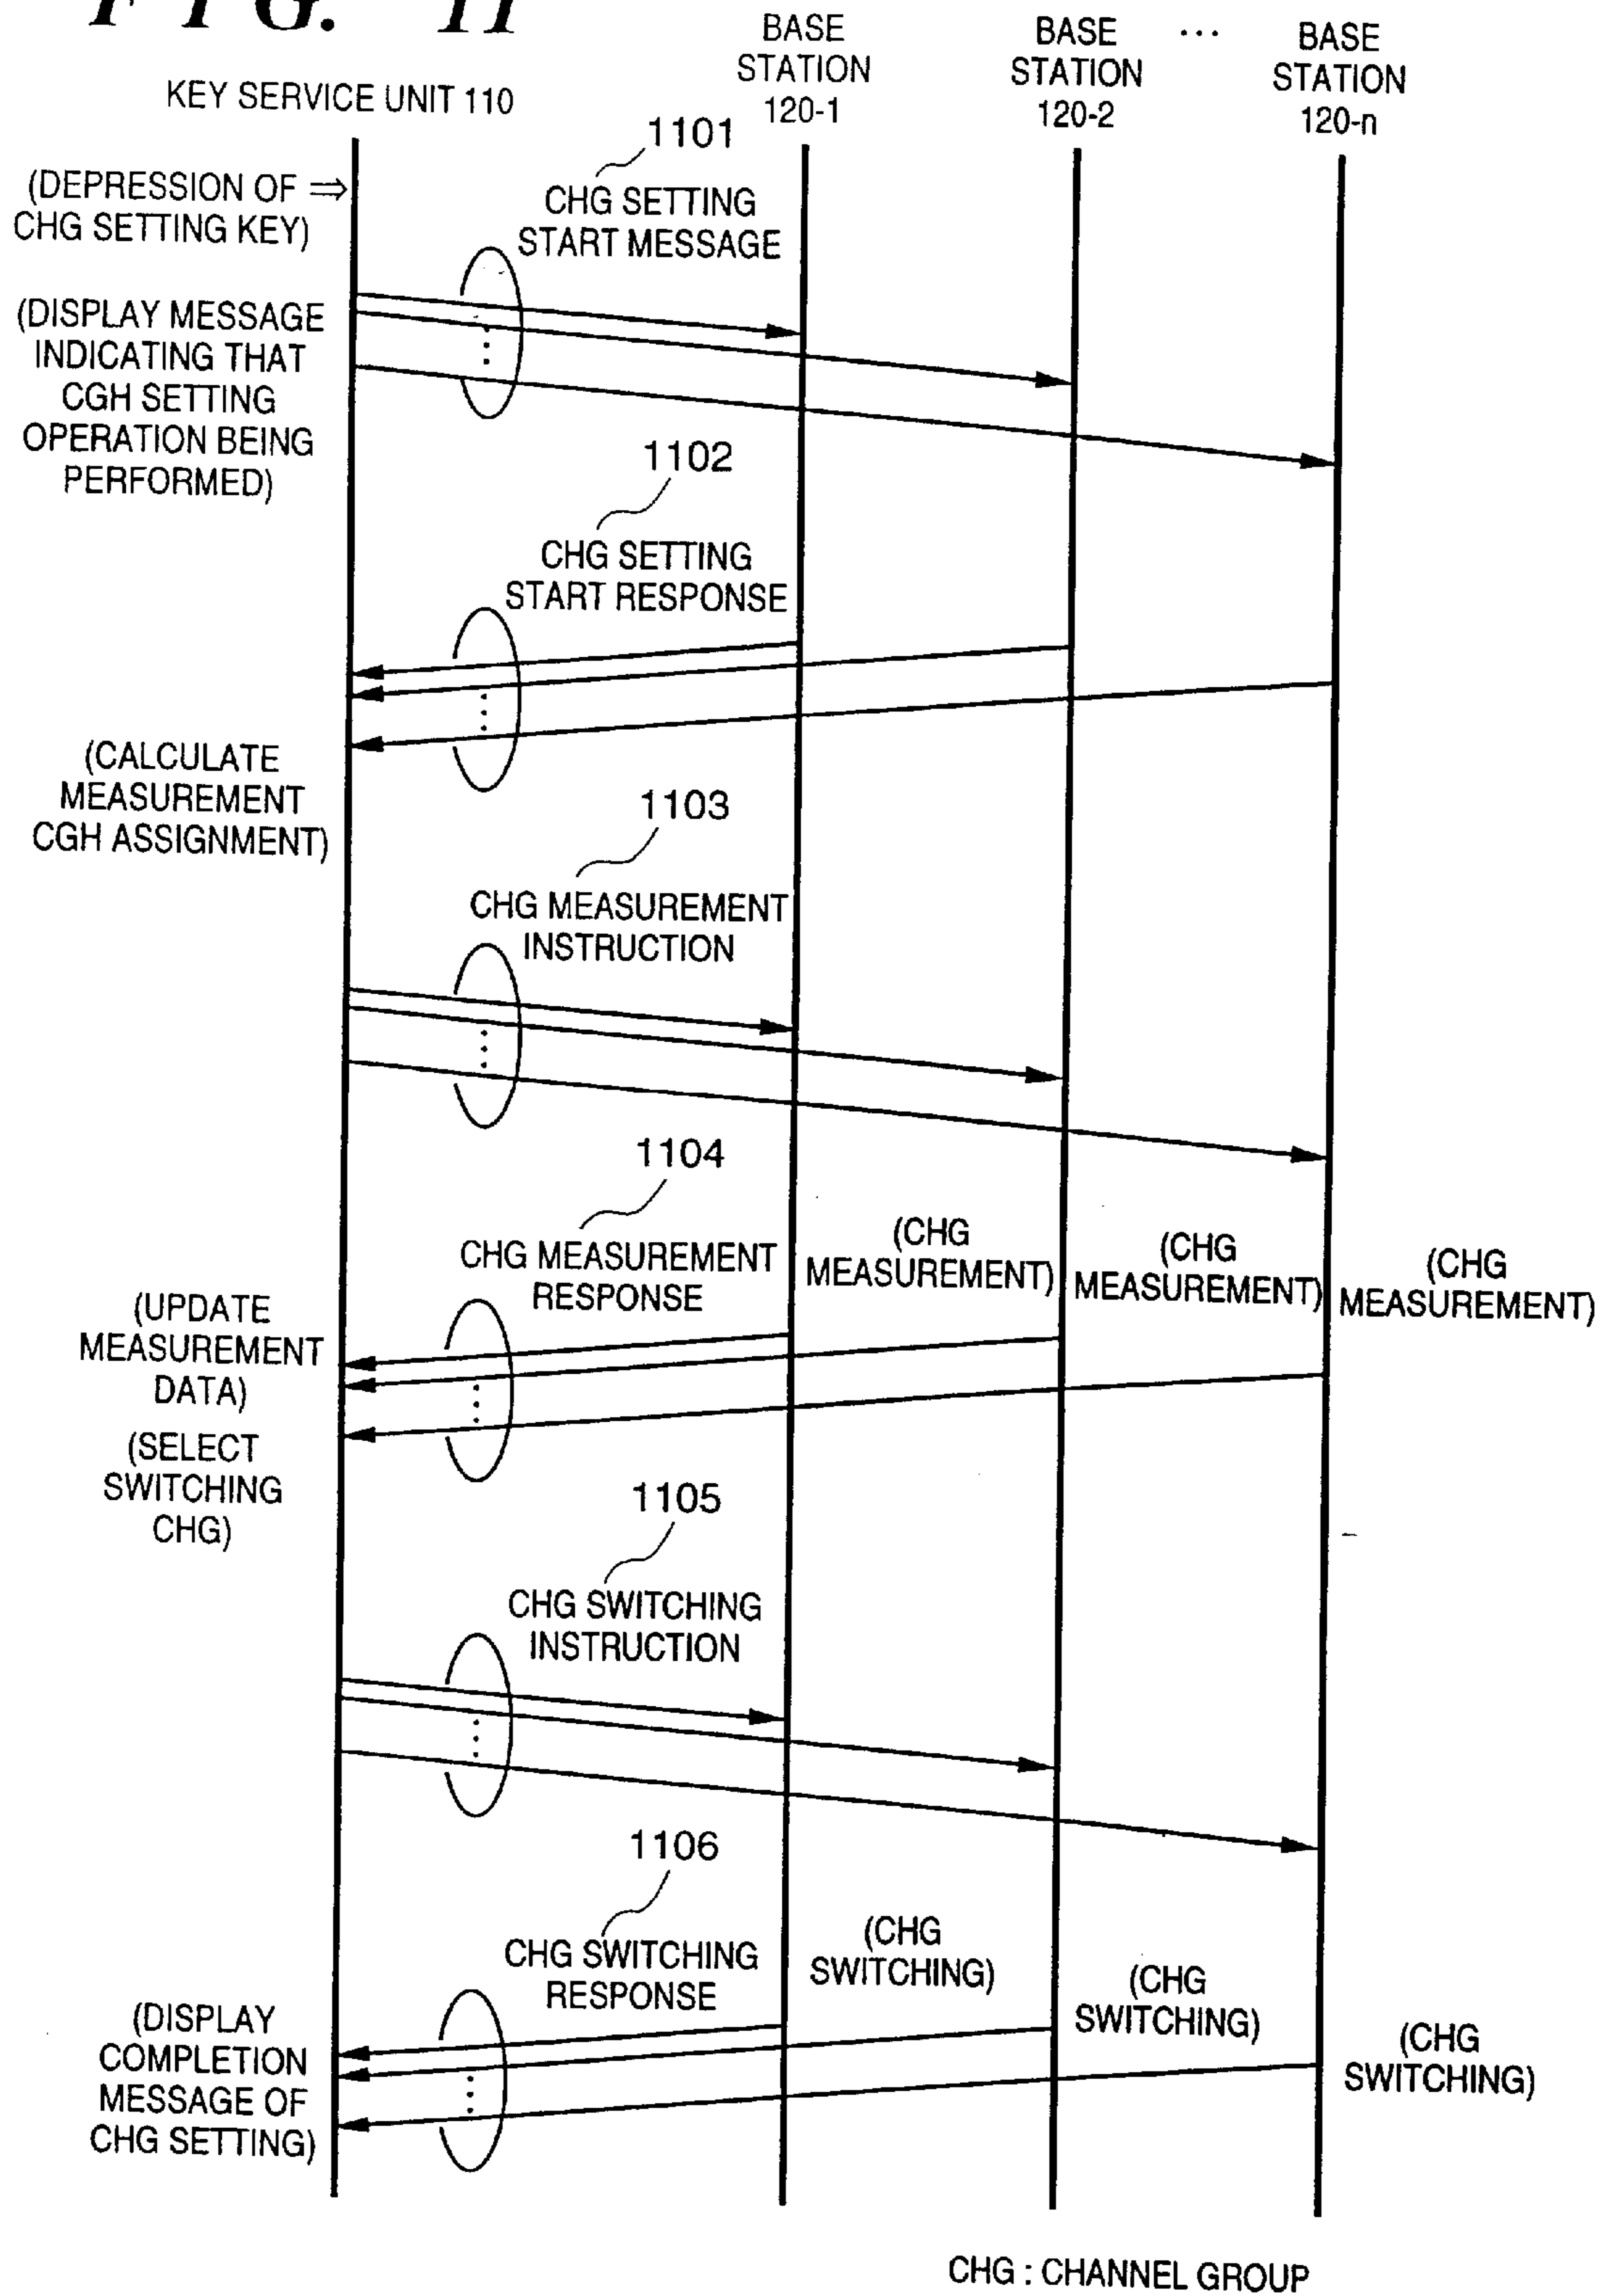 FIG. 11
KEY SERVICE UNIT 110
BASE
STATION
120-1
BASE
STATION
120-2
...
BASE
STATION
120-n
(DEPRESSION OF ⇒
CHG SETTING KEY)
1101
CHG SETTING
START MESSAGE
(DISPLAY MESSAGE
INDICATING THAT
CGH SETTING
OPERATION BEING
PERFORMED)
1102
CHG SETTING
START RESPONSE
(CALCULATE
MEASUREMENT
CGH ASSIGNMENT)
1103
CHG MEASUREMENT
INSTRUCTION
1104
CHG MEASUREMENT
RESPONSE
(CHG
MEASUREMENT)
(CHG
MEASUREMENT)
(CHG
MEASUREMENT)
(UPDATE
MEASUREMENT
DATA)
(SELECT
SWITCHING
CHG)
1105
CHG SWITCHING
INSTRUCTION
1106
CHG SWITCHING
RESPONSE
(CHG
SWITCHING)
(CHG
SWITCHING)
(CHG
SWITCHING)
(DISPLAY
COMPLETION
MESSAGE OF
CHG SETTING)
CHG : CHANNEL GROUP